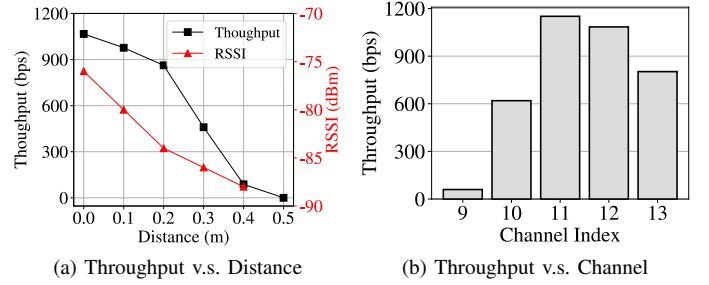 1200
900
600
300
0
Thoughput (bps)
Thoughput
RSSI
-70
-75
-80
-85
-90
RSSI (dBm)
0.0 0.1 0.2 0.3 0.4 0.5
Distance (m)
(a) Throughput v.s. Distance
1200
900
600
300
0
Throughput (bps)
9 10 11 12 13
Channel Index
(b) Throughput v.s. Channel